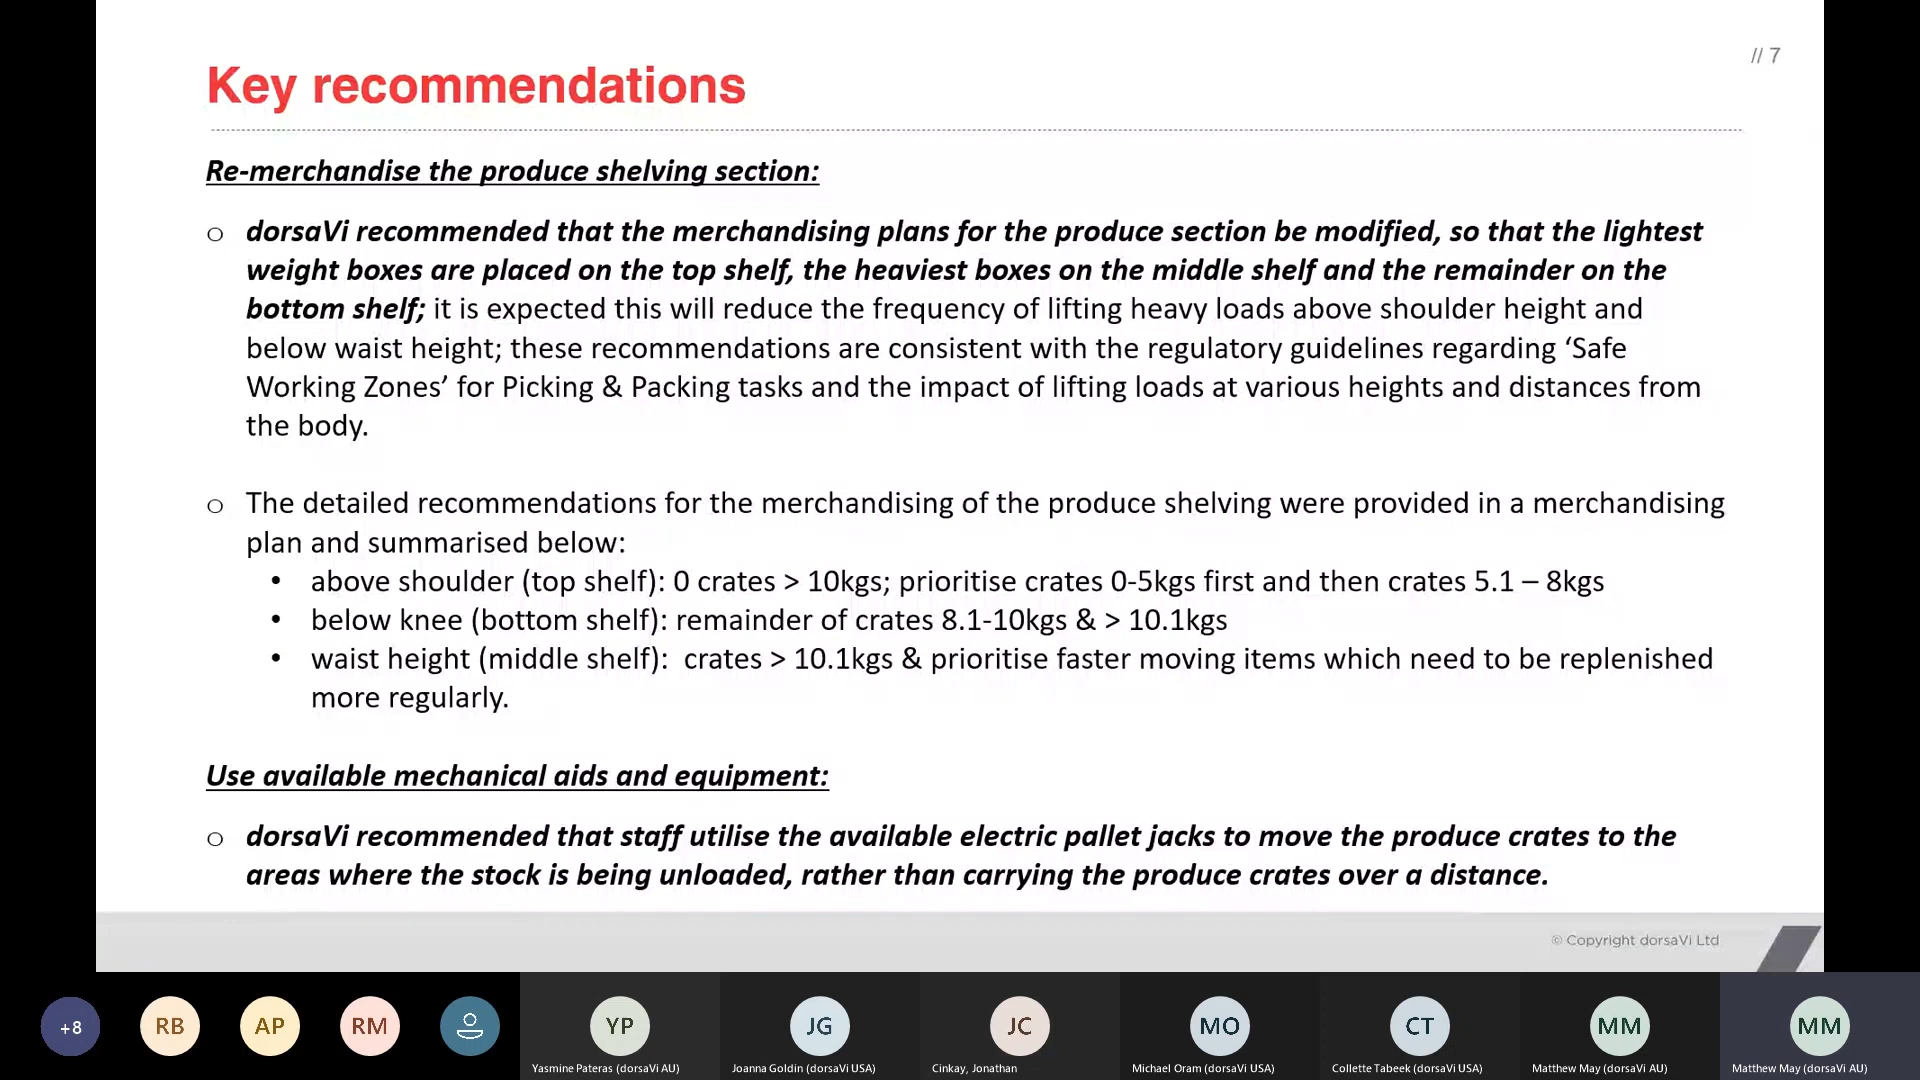 // 7
Key recommendations
Re-merchandise the produce shelving section:
o dorsaVi recommended that the merchandising plans for the produce section be modified, so that the lightest
weight boxes are placed on the top shelf, the heaviest boxes on the middle shelf and the remainder on the
bottom shelf; it is expected this will reduce the frequency of lifting heavy loads above shoulder height and
below waist height; these recommendations are consistent with the regulatory guidelines regarding ‘Safe
Working Zones’ for Picking & Packing tasks and the impact of lifting loads at various heights and distances from
the body.
o The detailed recommendations for the merchandising of the produce shelving were provided in a merchandising
plan and summarised below:
• above shoulder (top shelf): 0 crates > 10kgs; prioritise crates 0-5kgs first and then crates 5.1 – 8kgs
• below knee (bottom shelf): remainder of crates 8.1-10kgs & > 10.1kgs
• waist height (middle shelf):  crates > 10.1kgs & prioritise faster moving items which need to be replenished
more regularly.
Use available mechanical aids and equipment:
o dorsaVi recommended that staff utilise the available electric pallet jacks to move the produce crates to the
areas where the stock is being unloaded, rather than carrying the produce crates over a distance.
© Copyright dorsaVi Ltd
+8 RB AP RM YP JG JC MO CT MM MM
Yasmine Pateras (dorsaVi AU) Joanna Goldin (dorsaVi USA) Cinkay, Jonathan Michael Oram (dorsaVi USA) Collette Tabeek (dorsaVi USA) Matthew May (dorsaVi AU) Matthew May (dorsaVi AU)